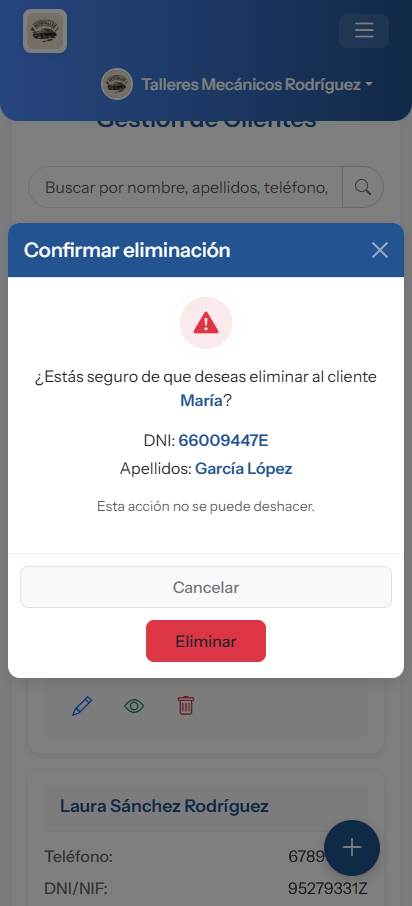 Talleres Mecánicos Rodríguez
Gestión de Clientes
Buscar por nombre, apellidos, teléfono,
Confirmar eliminación
¿Estás seguro de que deseas eliminar al cliente
María?
DNI: 66009447E
Apellidos: García López
Esta acción no se puede deshacer.
Cancelar
Eliminar
Laura Sánchez Rodríguez
Teléfono: 6789
DNI/NIF: 95279331Z